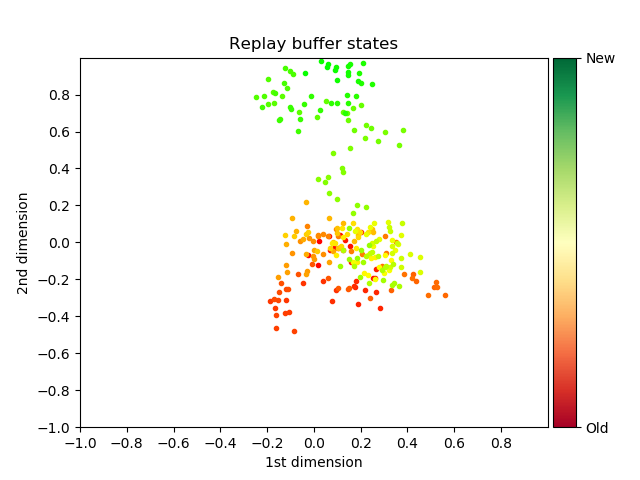 Replay buffer states
New
0.8
0.6
0.4
0.2
0.0
−0.2
−0.4
−0.6
−0.8
−1.0
2nd dimension
Old
−1.0 −0.8 −0.6 −0.4 −0.2 0.0 0.2 0.4 0.6 0.8
1st dimension